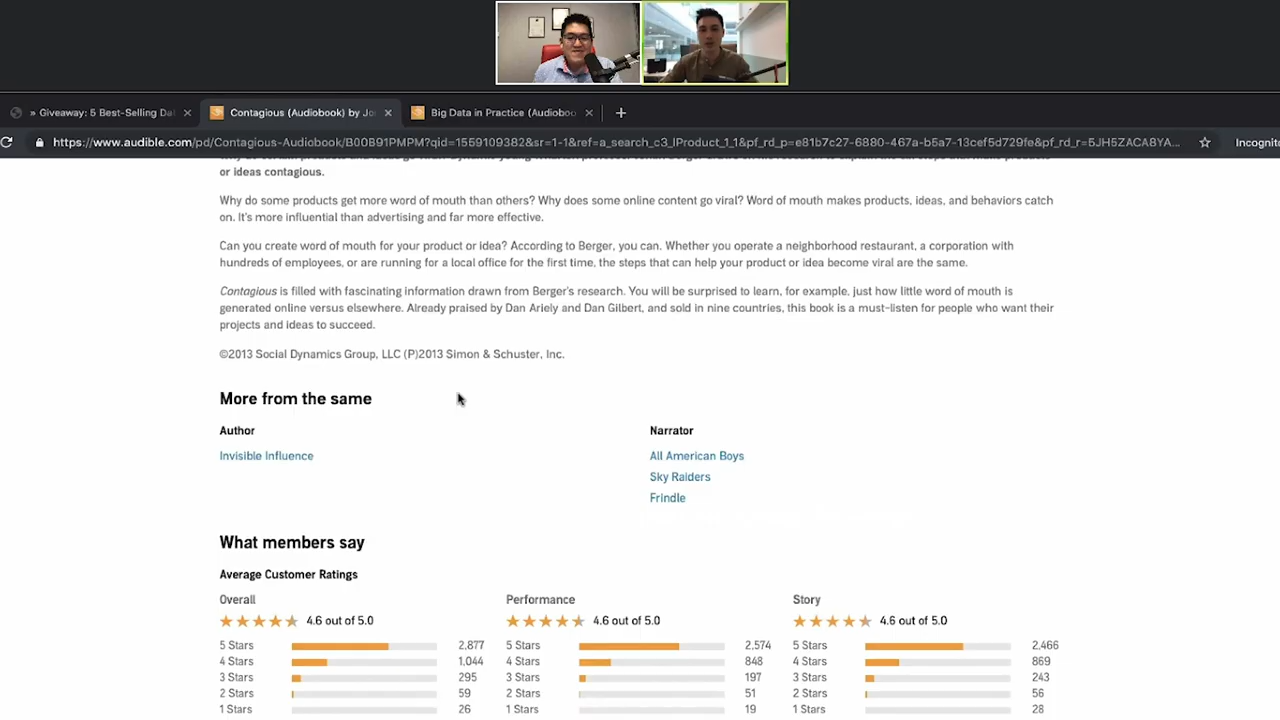 » Giveaway: 5 Best-Selling Da
Contagious (Audiobook) by Jo
Big Data in Practice (Audioboo
https://www.audible.com/pd/Contagious-Audiobook/B00B91PMPM?qid=1559109382&sr=1-1&ref=a_search_c3_lProduct_1_1&pf_rd_p=e81b7c27-6880-467a-b5a7-13cef5d729fe&pf_rd_r=5JH5ZACA8YA...
Incognito
or ideas contagious.
Why do some products get more word of mouth than others? Why does some online content go viral? Word of mouth makes products, ideas, and behaviors catch
on. It's more influential than advertising and far more effective.
Can you create word of mouth for your product or idea? According to Berger, you can. Whether you operate a neighborhood restaurant, a corporation with
hundreds of employees, or are running for a local office for the first time, the steps that can help your product or idea become viral are the same.
Contagious is filled with fascinating information drawn from Berger's research. You will be surprised to learn, for example, just how little word of mouth is
generated online versus elsewhere. Already praised by Dan Ariely and Dan Gilbert, and sold in nine countries, this book is a must-listen for people who want their
projects and ideas to succeed.
©2013 Social Dynamics Group, LLC (P)2013 Simon & Schuster, Inc.
More from the same
Author
Invisible Influence
Narrator
All American Boys
Sky Raiders
Frindle
What members say
Average Customer Ratings
Overall
4.6 out of 5.0
5 Stars 2,877
4 Stars 1,044
3 Stars 295
2 Stars 59
1 Stars 26
Performance
4.6 out of 5.0
5 Stars 2,574
4 Stars 848
3 Stars 197
2 Stars 51
1 Stars 19
Story
4.6 out of 5.0
5 Stars 2,466
4 Stars 869
3 Stars 243
2 Stars 56
1 Stars 28